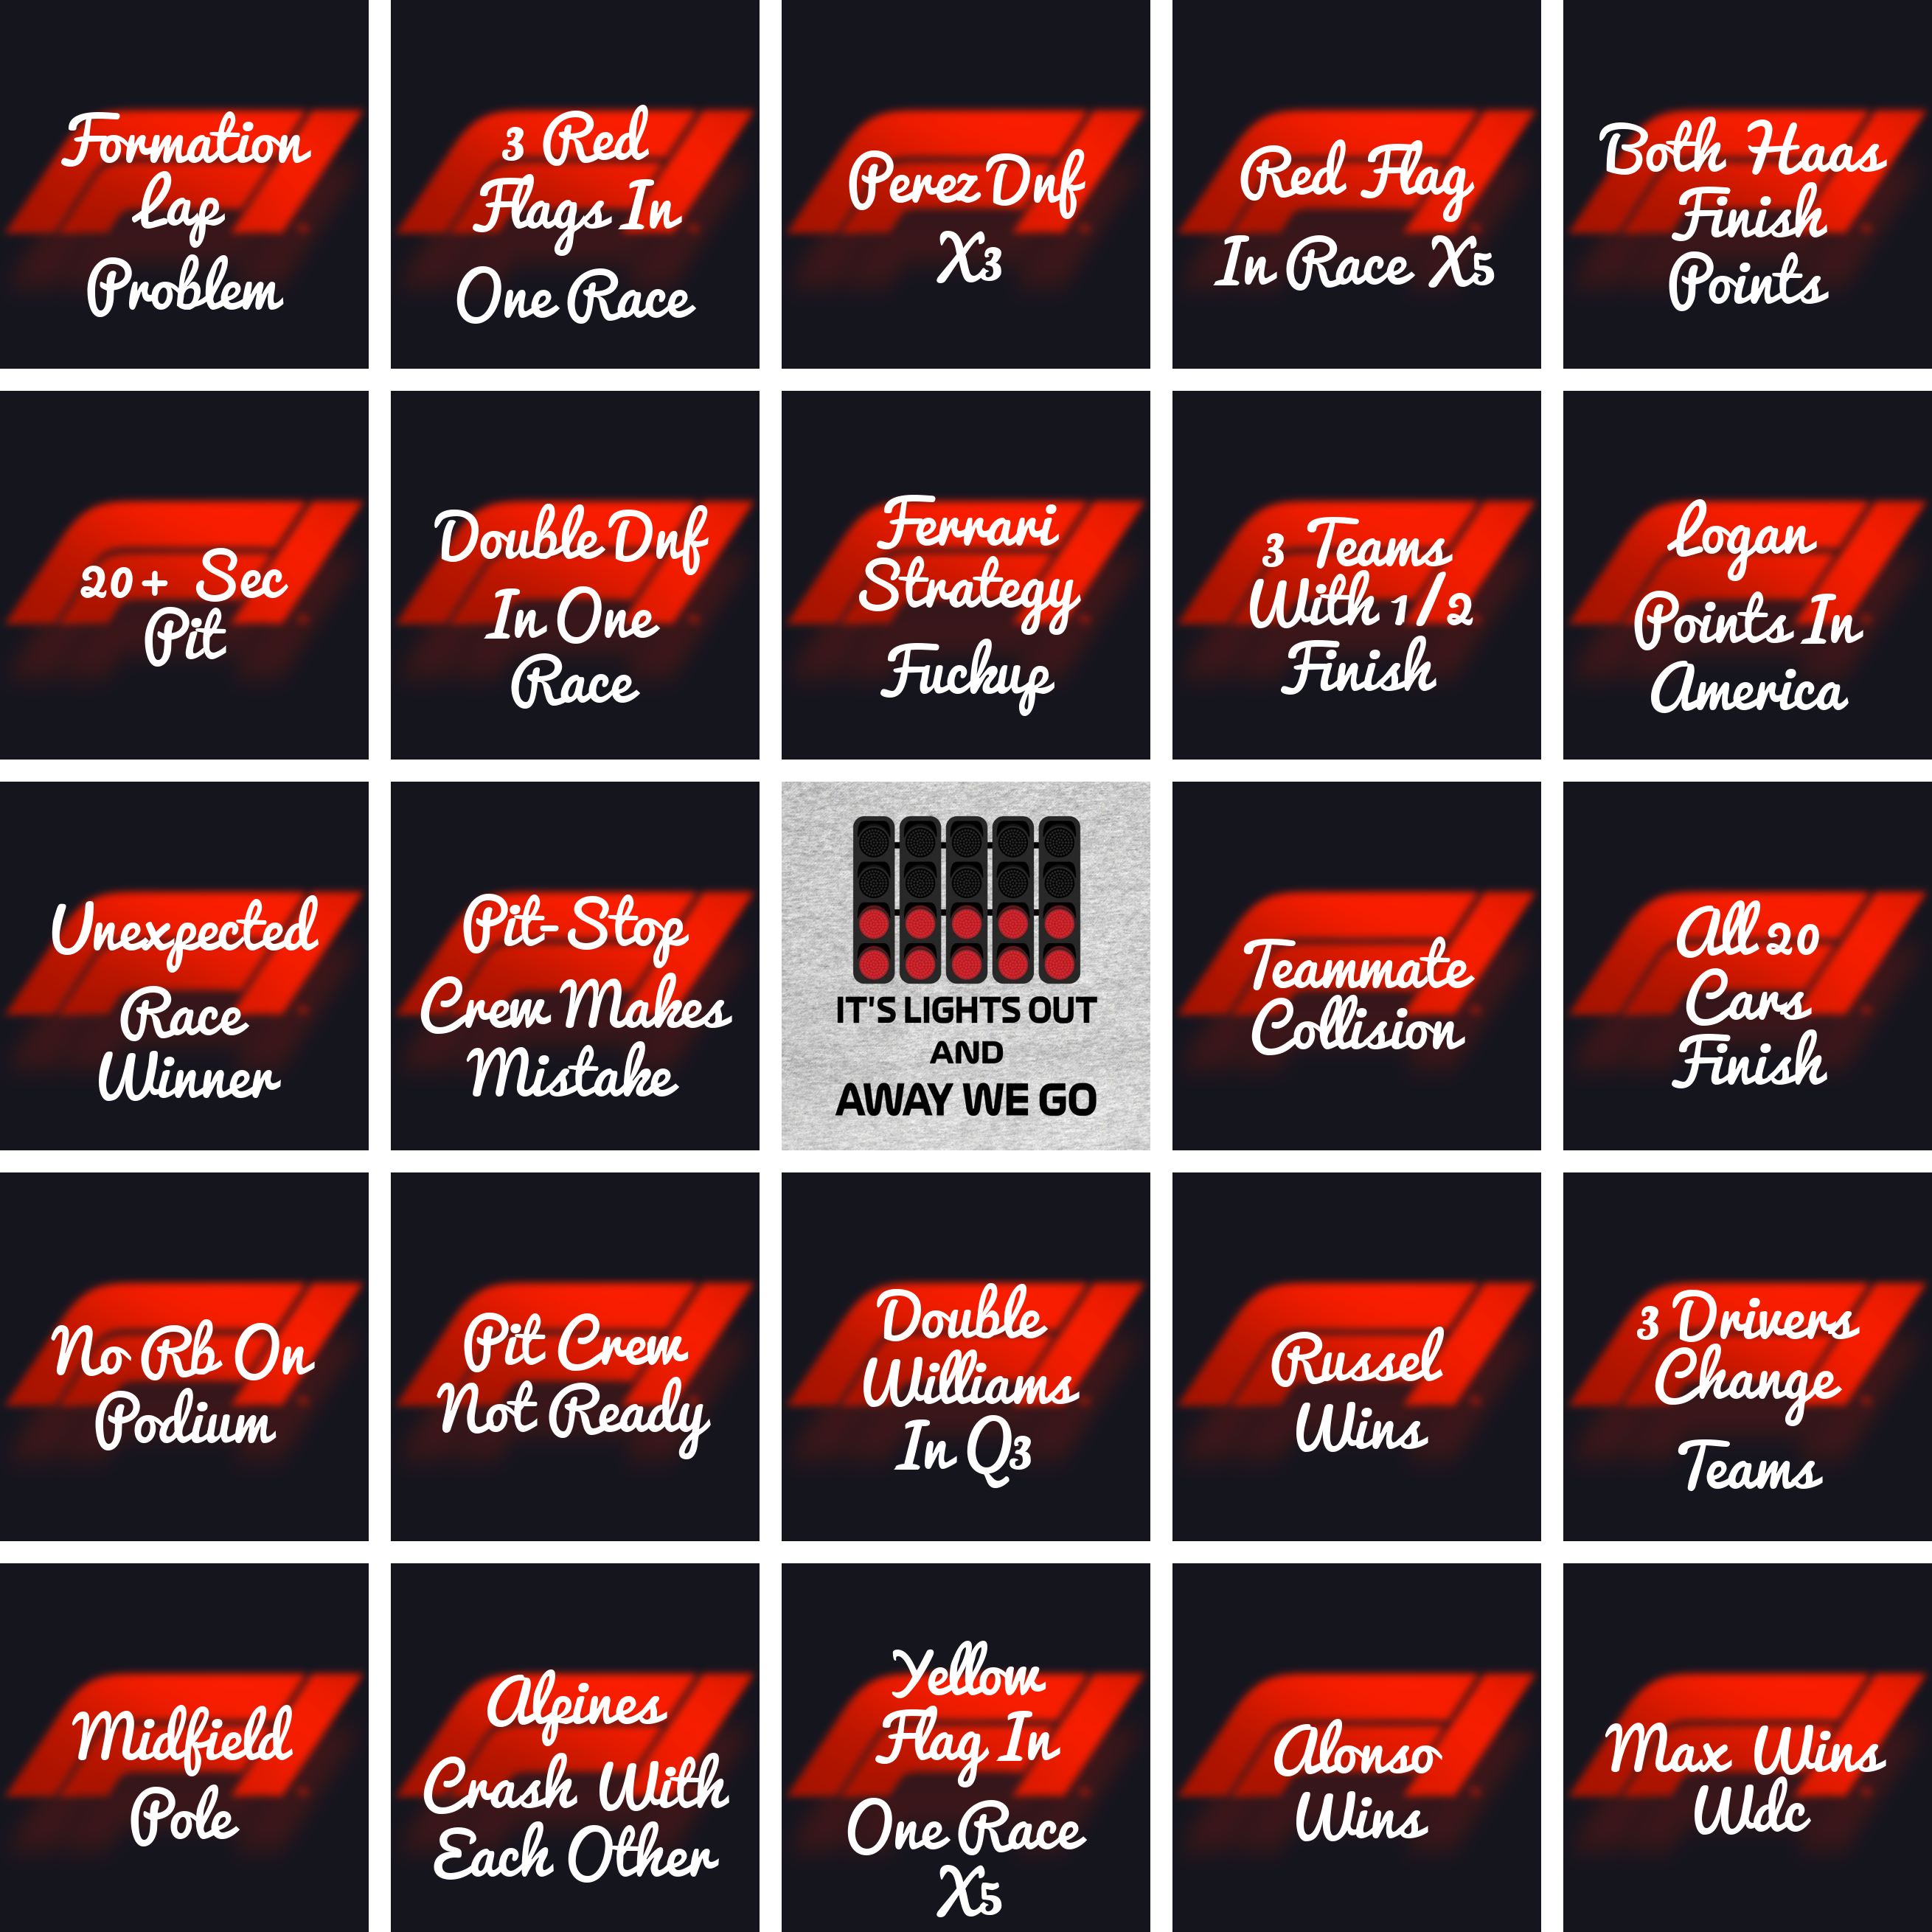 Formation
Lap
Problem
3 Red
Flags In
One Race
Perez Dnf
X3
Red Flag
In Race X5
Both Haas
Finish
Points
20+ Sec
Pit
Double Dnf
In One
Race
Ferrari
Strategy
Fuckup
3 Teams
With 1/2
Finish
Logan
Points In
America
Unexpected
Race
Winner
Pit-Stop
Crew Makes
Mistake
IT'S LIGHTS OUT
AND
AWAY WE GO
Teammate
Collision
All 20
Cars
Finish
No Rb On
Podium
Pit Crew
Not Ready
Double
Williams
In Q3
Russel
Wins
3 Drivers
Change
Teams
Midfield
Pole
Alpines
Crash With
Each Other
Yellow
Flag In
One Race
X5
Alonso
Wins
Max Wins
Wdc